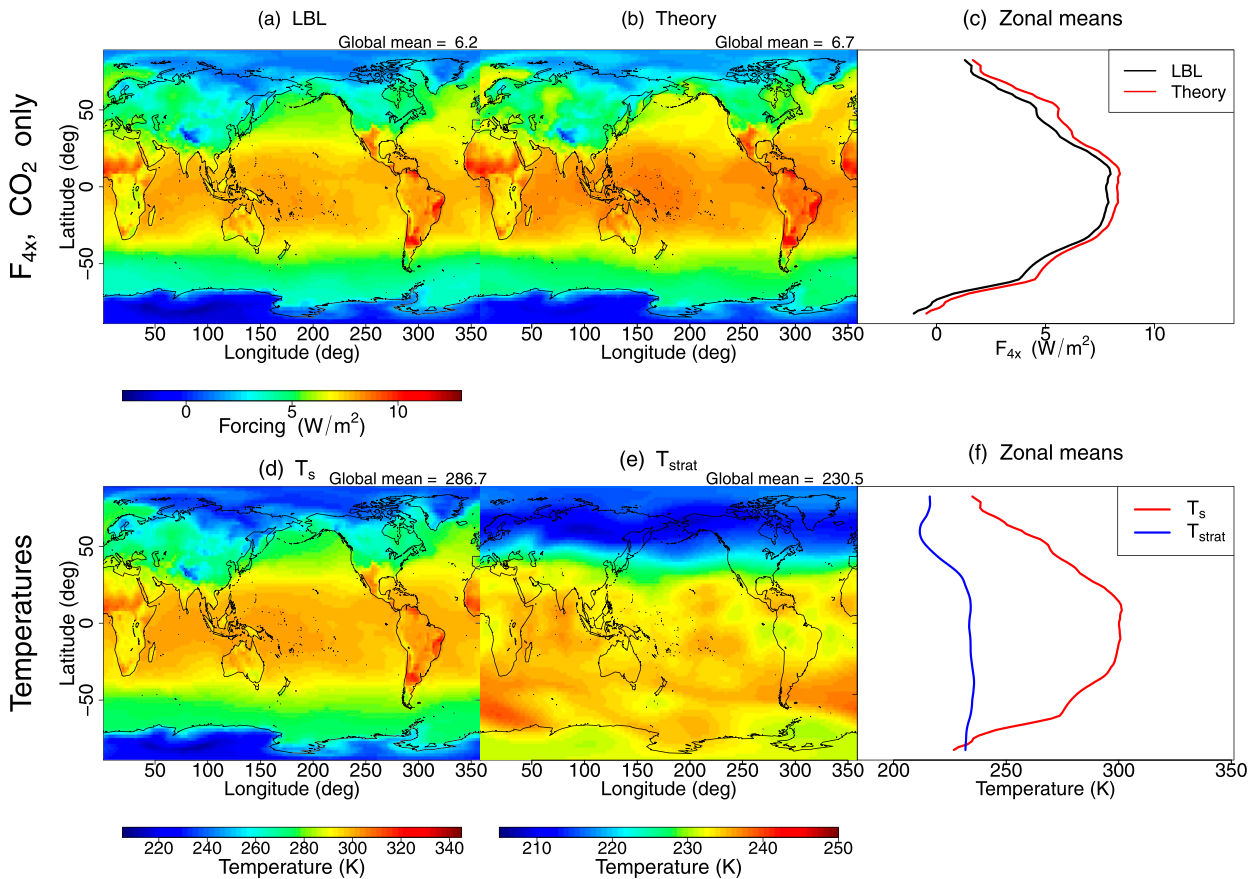 (a) LBL
(b) Theory
(c) Zonal means
Global mean = 6.2
Global mean = 6.7
F4x, CO2 only
Latitude (deg)
50
0
−50
50 100 150 200 250 300 350
Longitude (deg)
50 100 150 200 250 300 350
Longitude (deg)
LBL
Theory
0 5 10
F4x (W/m²)
0 5 10
Forcing (W/m²)
(d) Ts
(e) Tstrat
(f) Zonal means
Global mean = 286.7
Global mean = 230.5
Temperatures
Latitude (deg)
50
0
−50
50 100 150 200 250 300 350
Longitude (deg)
50 100 150 200 250 300 350
Longitude (deg)
Ts
Tstrat
200 250 300 350
Temperature (K)
220 240 260 280 300 320 340
Temperature (K)
210 220 230 240 250
Temperature (K)